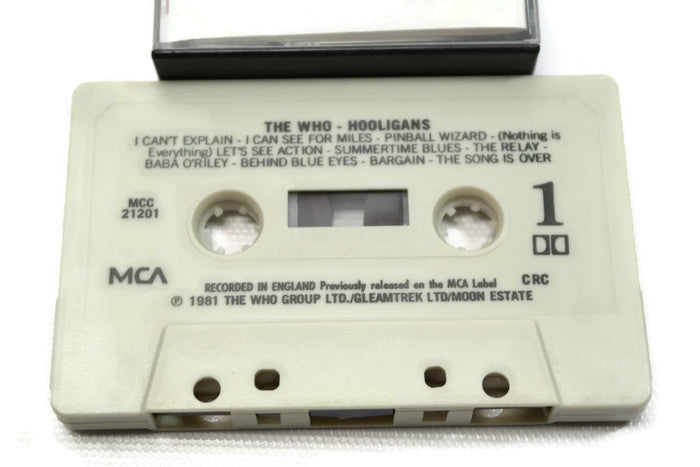 THE WHO - HOOLIGANS
I CAN'T EXPLAIN - I CAN SEE FOR MILES - PINBALL WIZARD - (Nothing is
Everything) LET'S SEE ACTION - SUMMERTIME BLUES - THE RELAY -
BABA O'RILEY - BEHIND BLUE EYES - BARGAIN - THE SONG IS OVER
MCC
21201
1
MCA
RECORDED IN ENGLAND Previously released on the MCA Label
CRC
℗ 1981 THE WHO GROUP LTD./GLEAMTREK LTD/MOON ESTATE